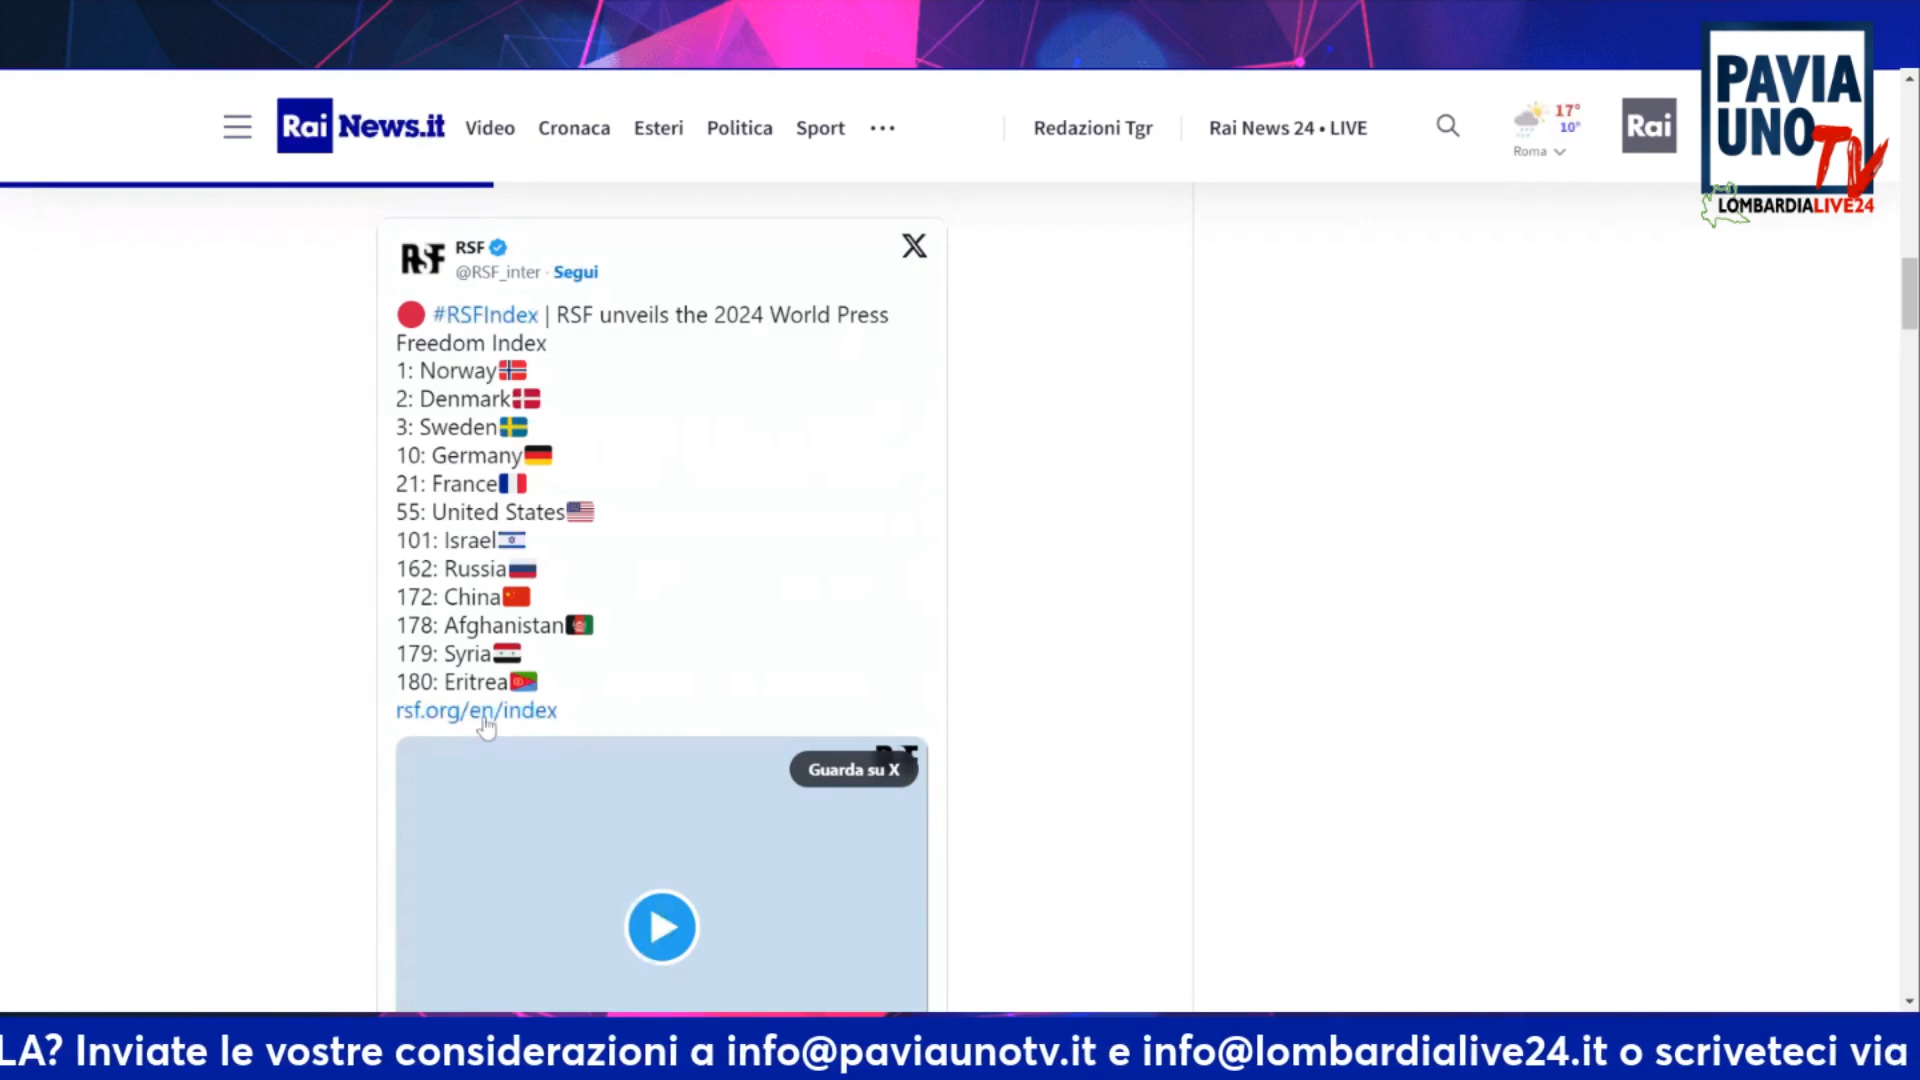 Rai News.it Video Cronaca Esteri Politica Sport ••• Redazioni Tgr Rai News 24 • LIVE
17°
10°
Roma
Rai
PAVIA
UNO TV
LOMBARDIALIVE24
RSF
RSF
@RSF_inter · Segui
#RSFIndex | RSF unveils the 2024 World Press
Freedom Index
1: Norway
2: Denmark
3: Sweden
10: Germany
21: France
55: United States
101: Israel
162: Russia
172: China
178: Afghanistan
179: Syria
180: Eritrea
rsf.org/en/index
Guarda su X
LA? Inviate le vostre considerazioni a info@paviaunotv.it e info@lombardialive24.it o scriveteci via